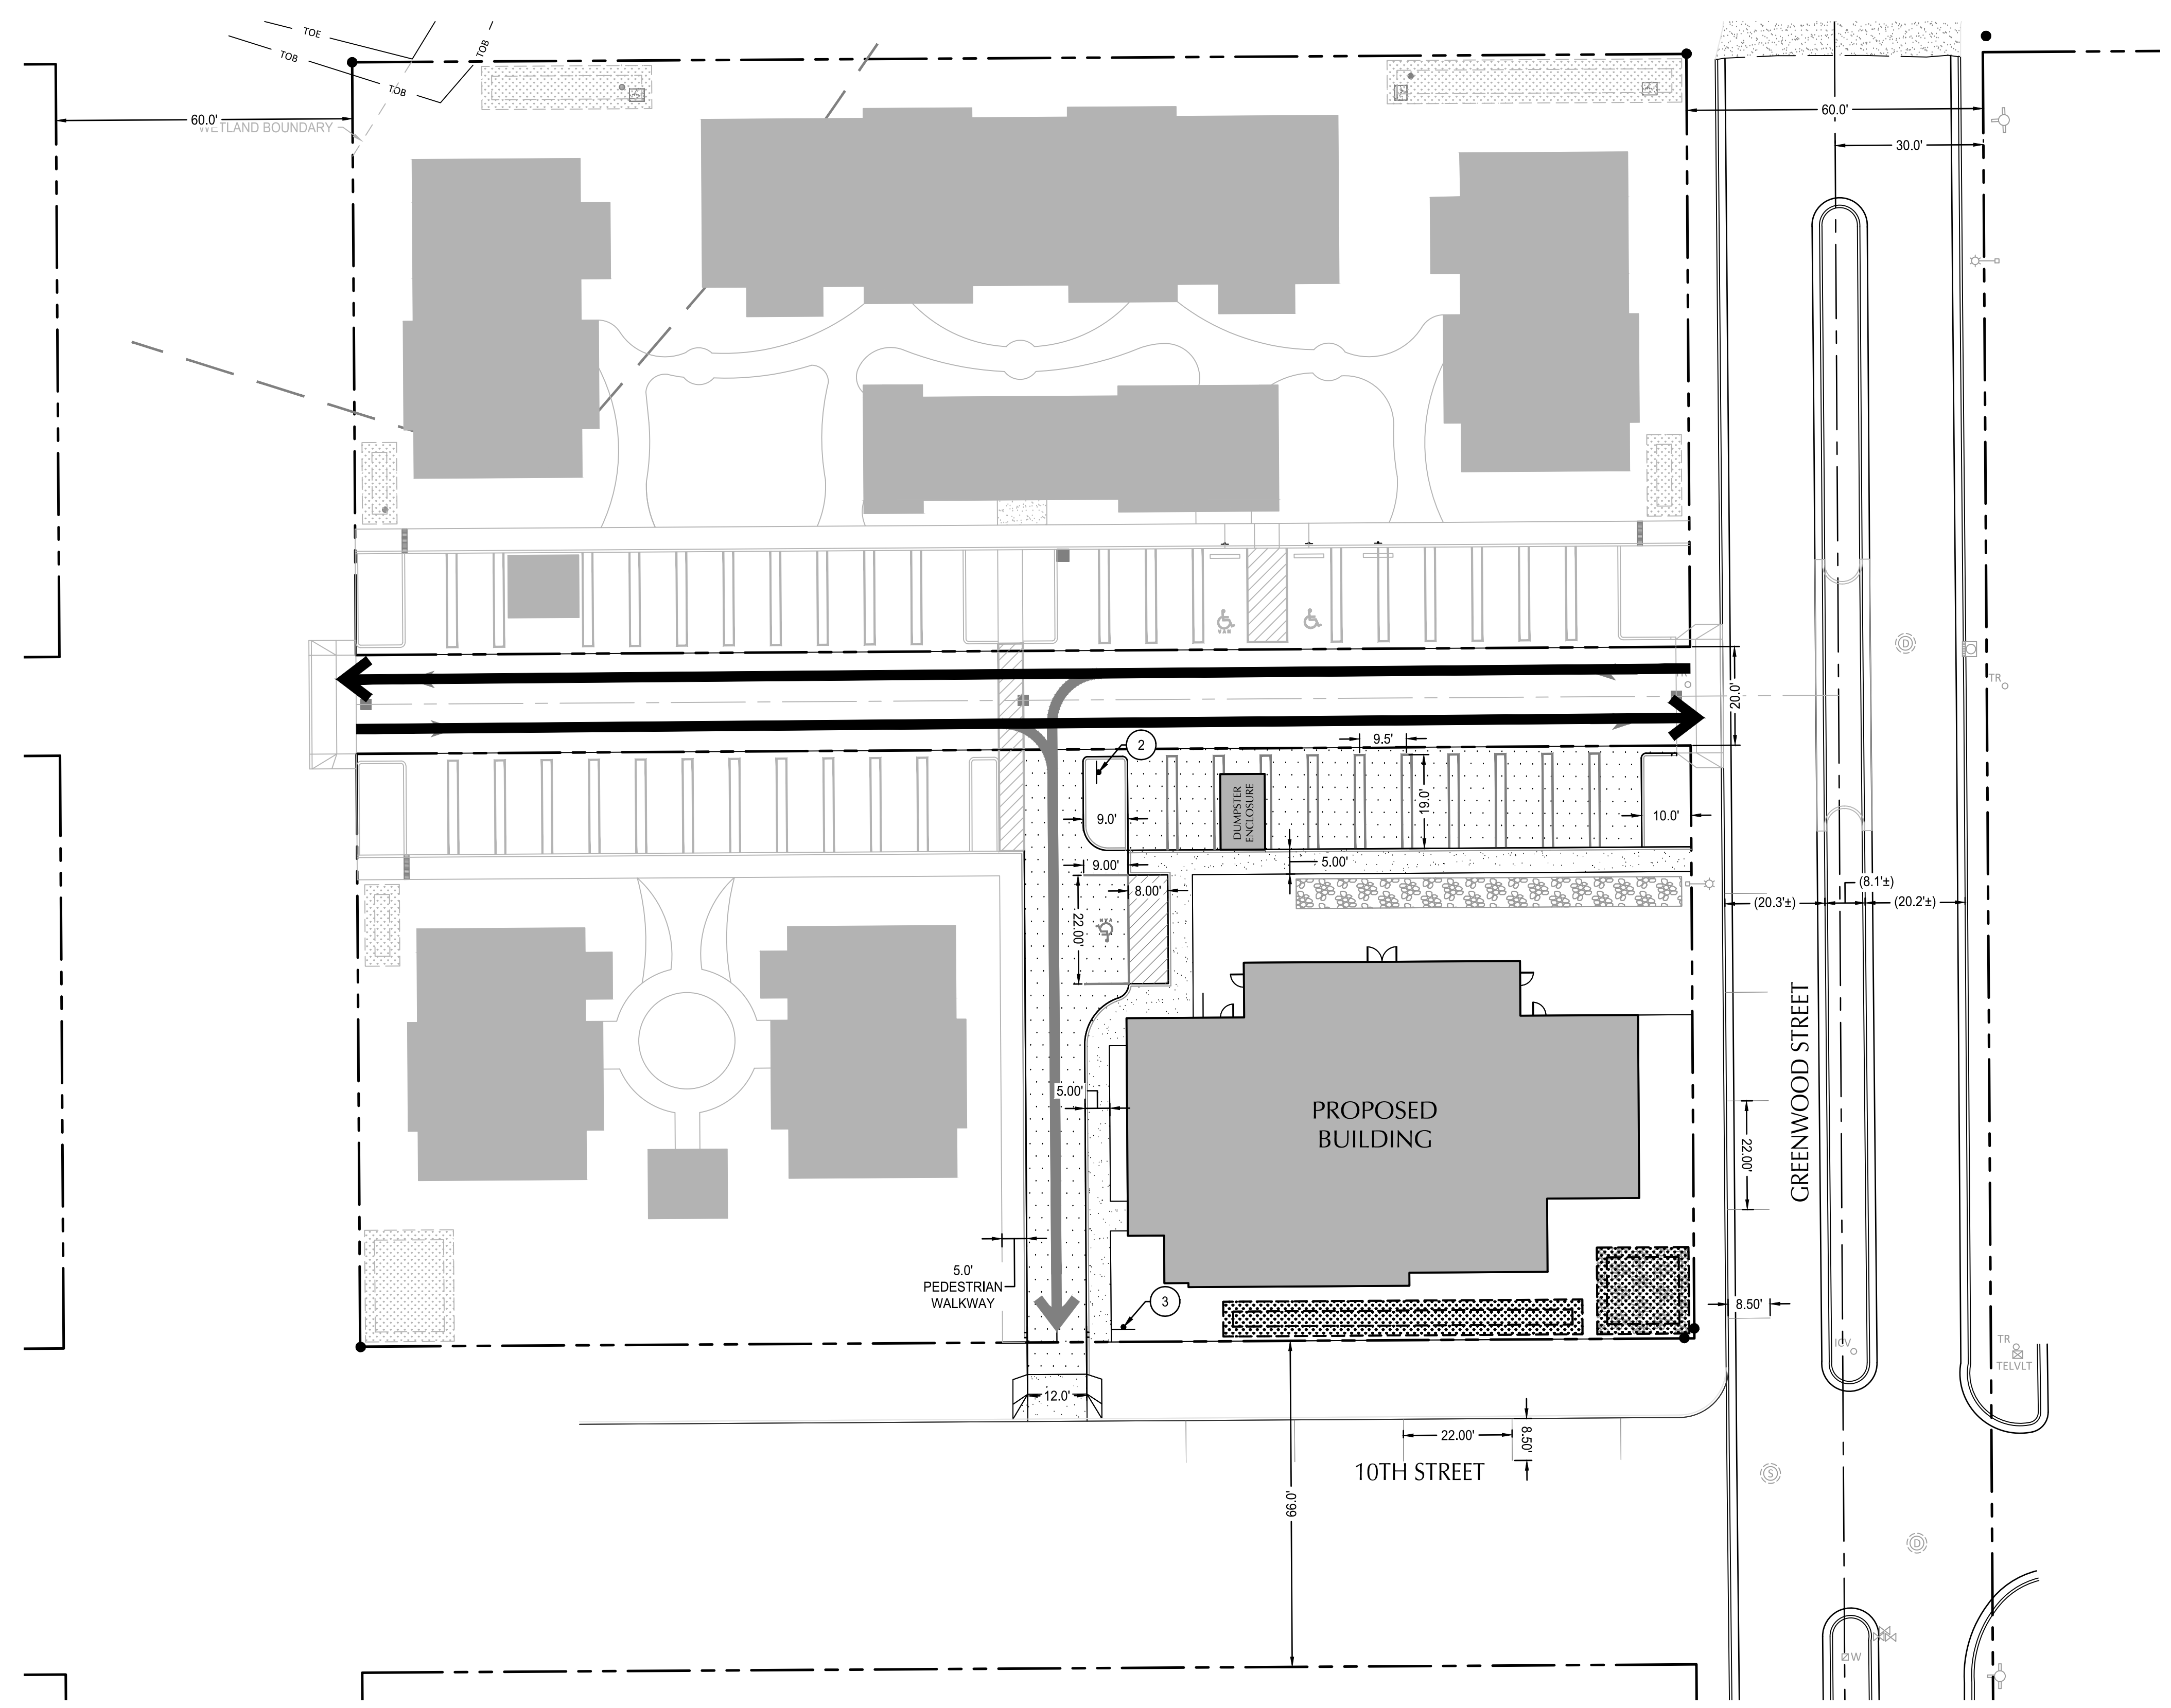 TOE
TOB
TOB
TOB
60.0'
WETLAND BOUNDARY
60.0'
30.0'
D
TR
VAN
20.0'
2
9.5'
DUMPSTER
ENCLOSURE
19.0'
9.0'
10.0'
5.00'
9.00'
8.00'
22.00'
VAN
(8.1'±)
(20.3'±)
(20.2'±)
GREENWOOD STREET
5.00'
PROPOSED
BUILDING
22.00'
5.0'
PEDESTRIAN
WALKWAY
3
8.50'
ICV
TR
TELVLT
12.0'
22.00'
8.50'
10TH STREET
S
66.0'
D
W